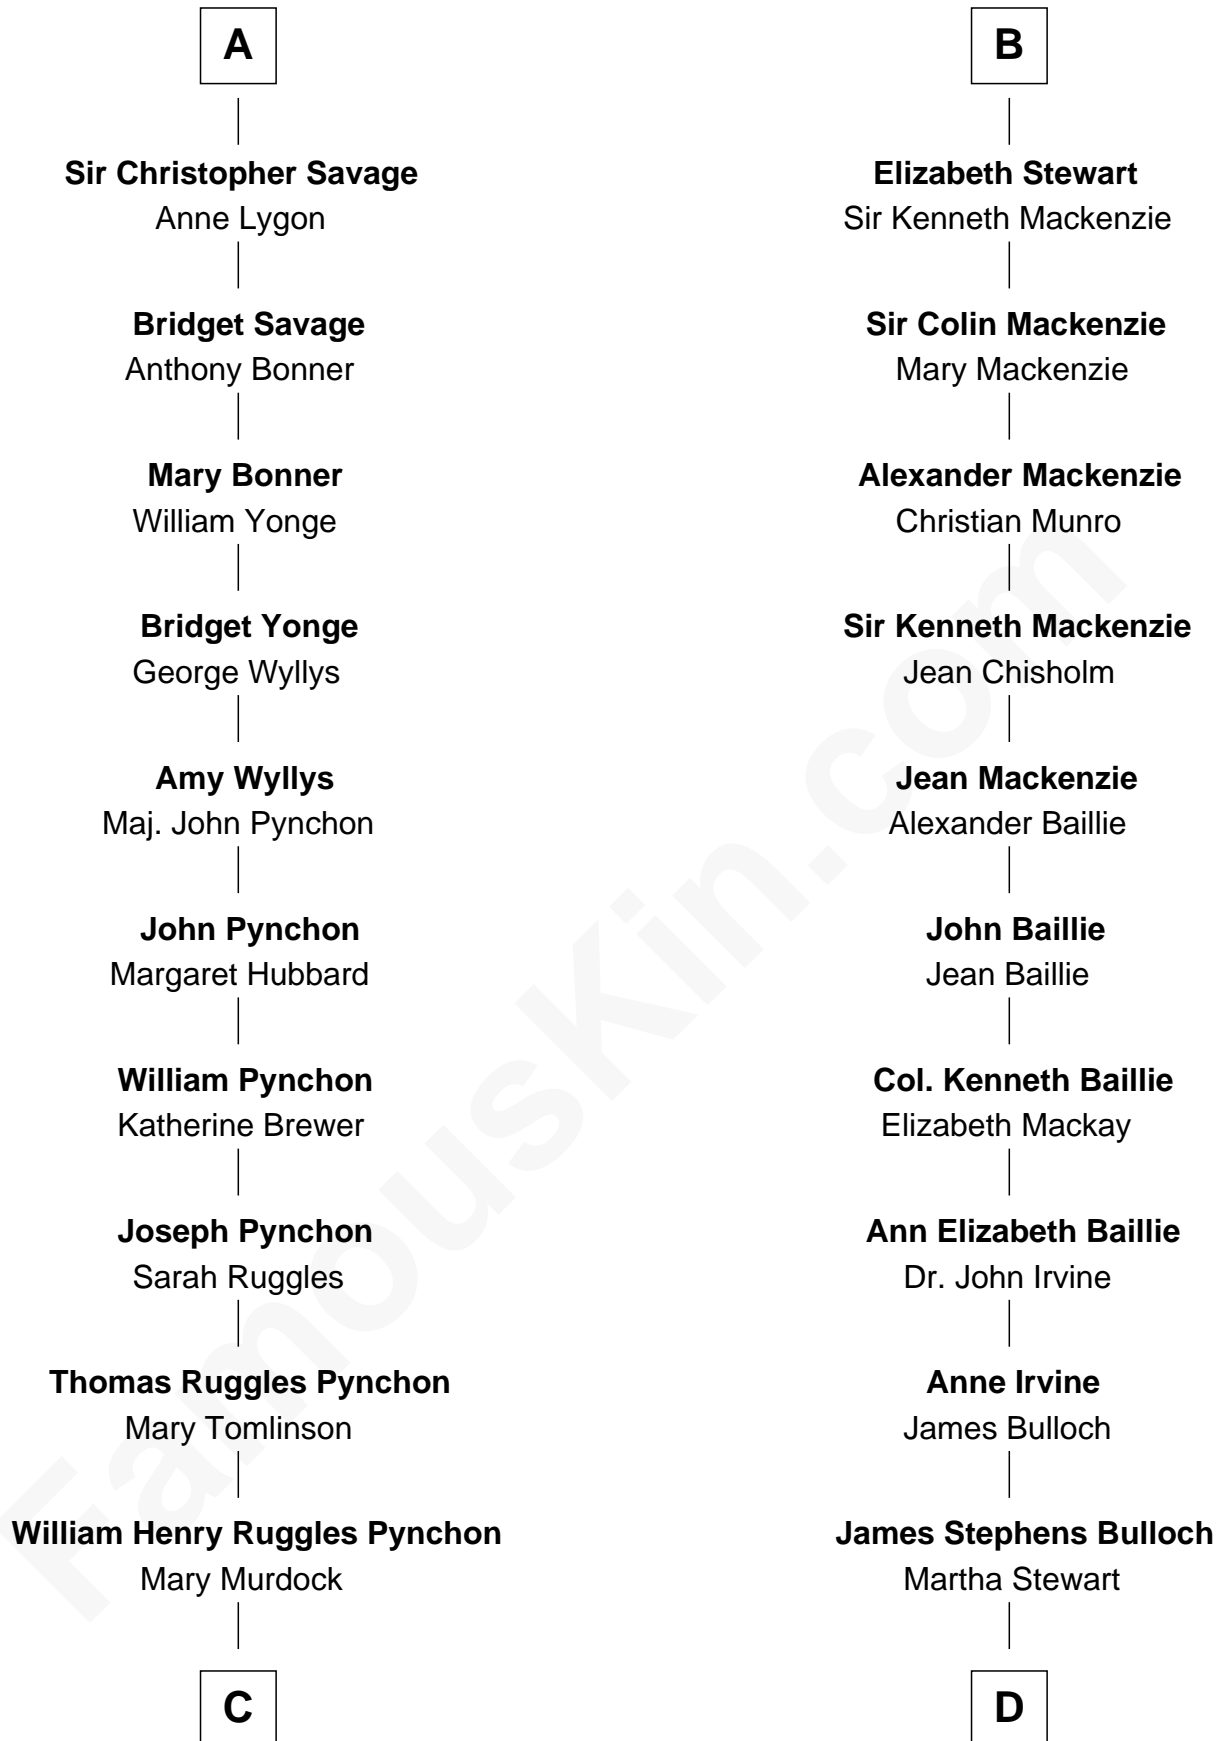 A
Sir Christopher Savage
Anne Lygon
Bridget Savage
Anthony Bonner
Mary Bonner
William Yonge
Bridget Yonge
George Wyllys
Amy Wyllys
Maj. John Pynchon
John Pynchon
Margaret Hubbard
William Pynchon
Katherine Brewer
Joseph Pynchon
Sarah Ruggles
Thomas Ruggles Pynchon
Mary Tomlinson
William Henry Ruggles Pynchon
Mary Murdock
C
B
Elizabeth Stewart
Sir Kenneth Mackenzie
Sir Colin Mackenzie
Mary Mackenzie
Alexander Mackenzie
Christian Munro
Sir Kenneth Mackenzie
Jean Chisholm
Jean Mackenzie
Alexander Baillie
John Baillie
Jean Baillie
Col. Kenneth Baillie
Elizabeth Mackay
Ann Elizabeth Baillie
Dr. John Irvine
Anne Irvine
James Bulloch
James Stephens Bulloch
Martha Stewart
D
FamousKin.com